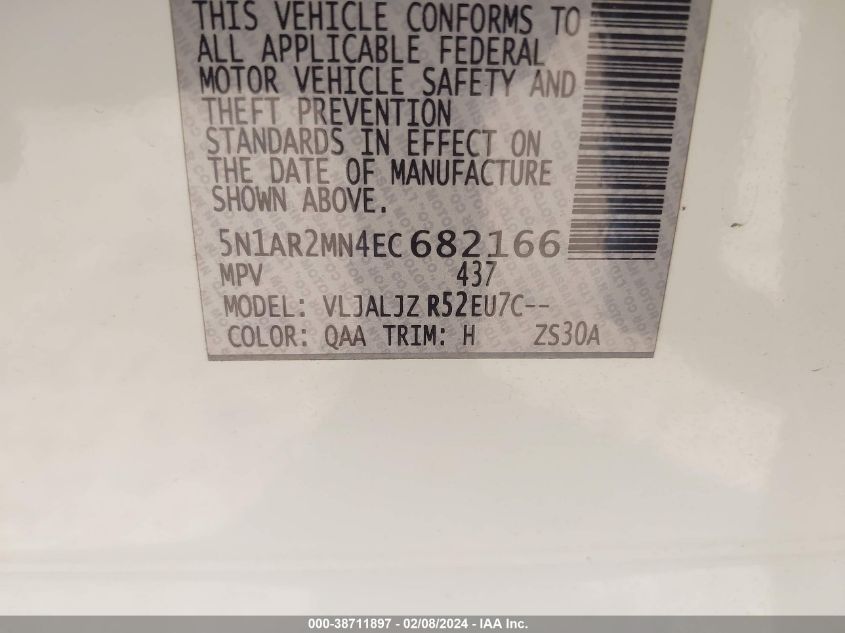 THIS VEHICLE CONFORMS TO
ALL APPLICABLE FEDERAL
MOTOR VEHICLE SAFETY AND
THEFT PREVENTION
STANDARDS IN EFFECT ON
THE DATE OF MANUFACTURE
SHOWN ABOVE.
5N1AR2MN4EC682166
MPV 437
MODEL: VLJALJZ R52EU7C--
COLOR: QAA TRIM: H ZS30A
000-38711897 - 02/08/2024 - IAA Inc.